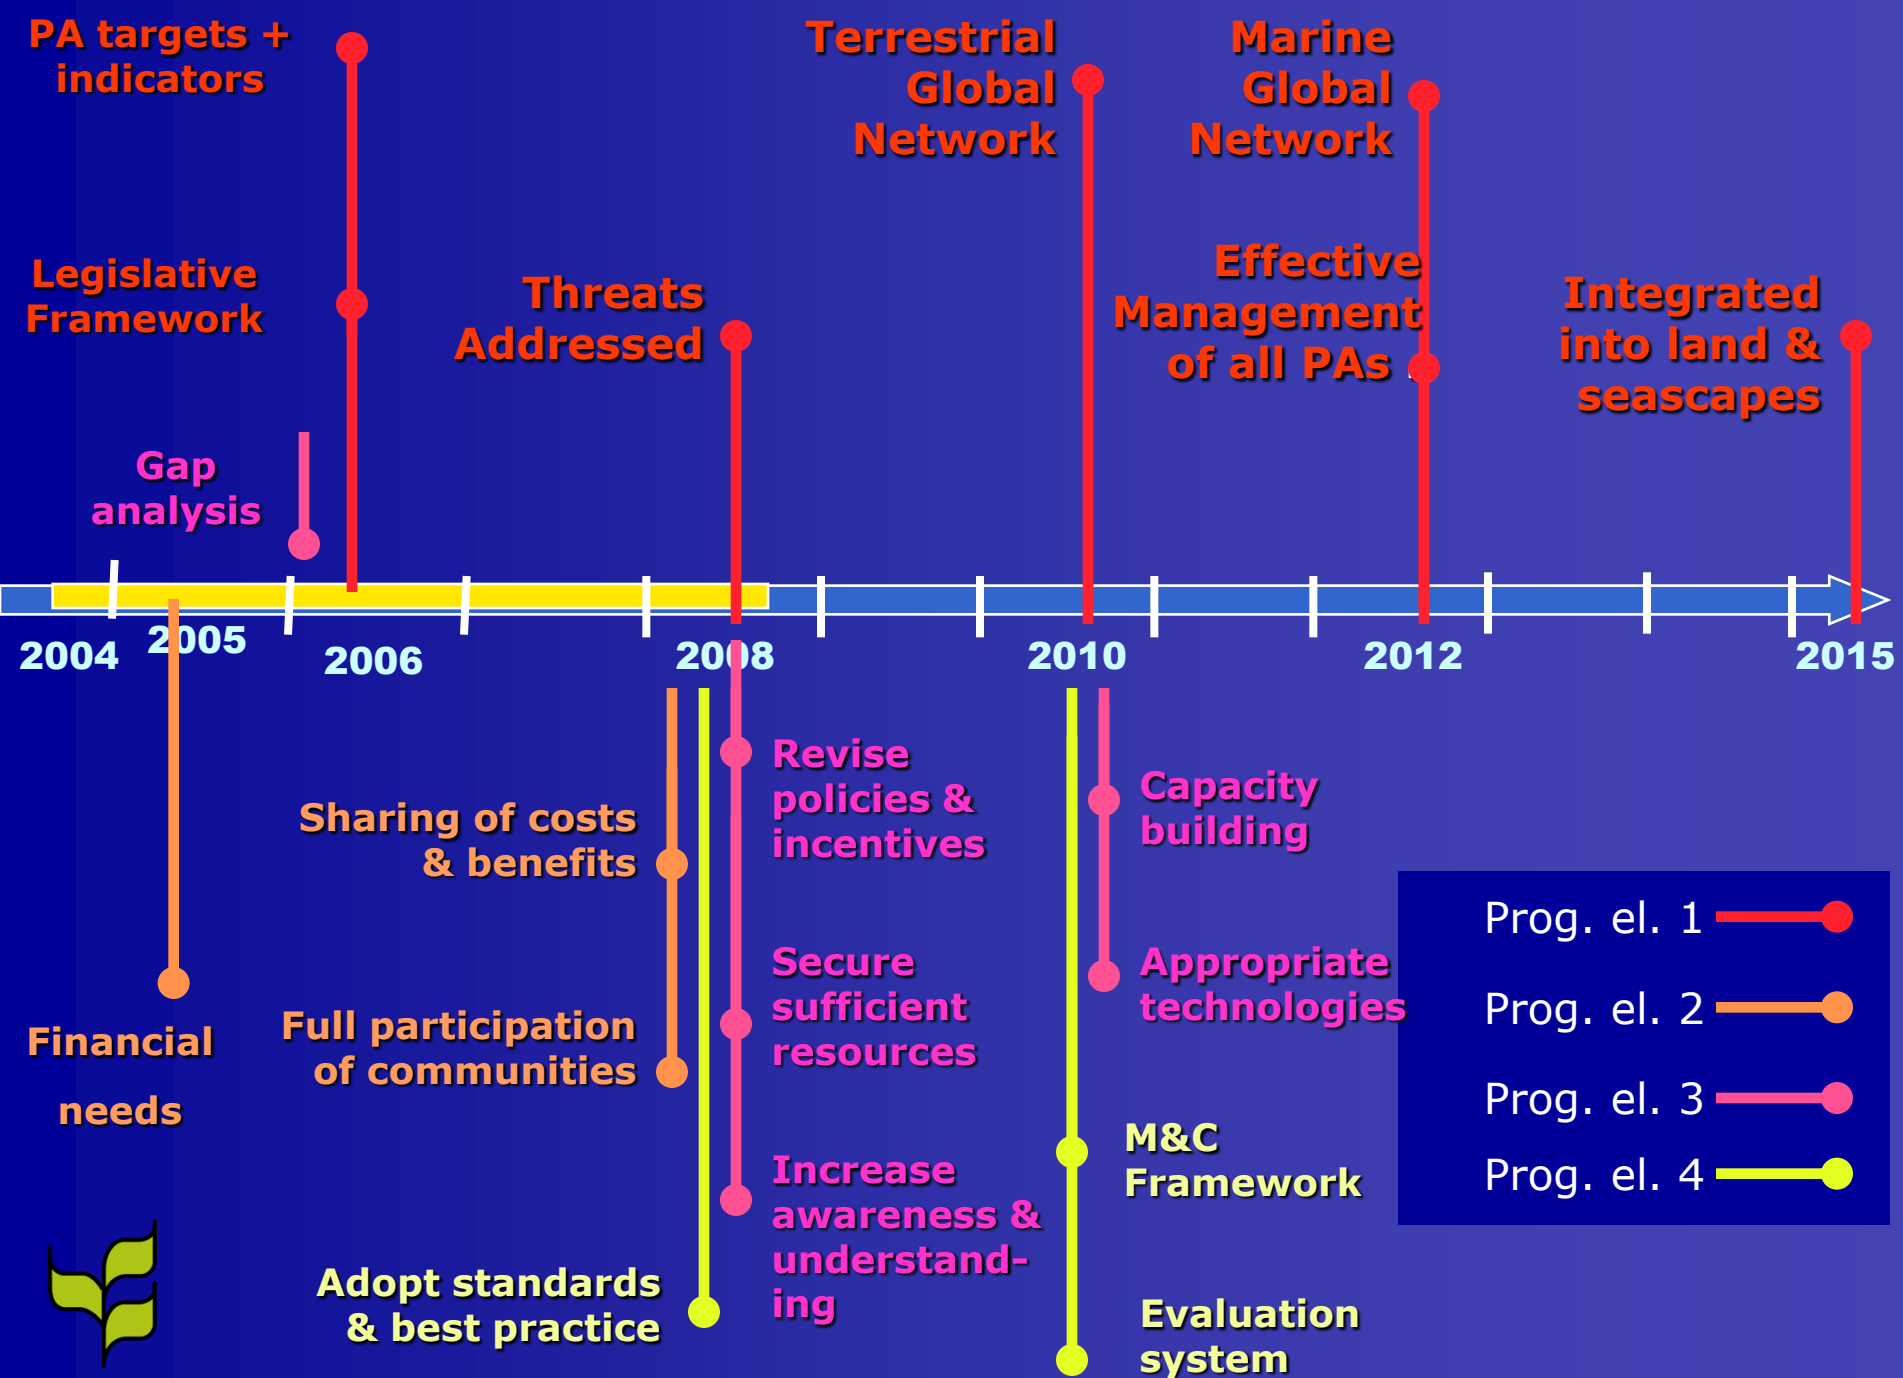 PA targets +
indicators
Terrestrial
Global
Network
Marine
Global
Network
Legislative
Framework
Threats
Addressed
Effective
Management
of all PAs
Integrated
into land &
seascapes
Gap
analysis
2004
2005
2006
2008
2010
2012
2015
Financial
needs
Sharing of costs
& benefits
Full participation
of communities
Adopt standards
& best practice
Revise
policies &
incentives
Secure
sufficient
resources
Increase
awareness &
understand-
ing
Capacity
building
Appropriate
technologies
M&C
Framework
Evaluation
system
Prog. el. 1
Prog. el. 2
Prog. el. 3
Prog. el. 4